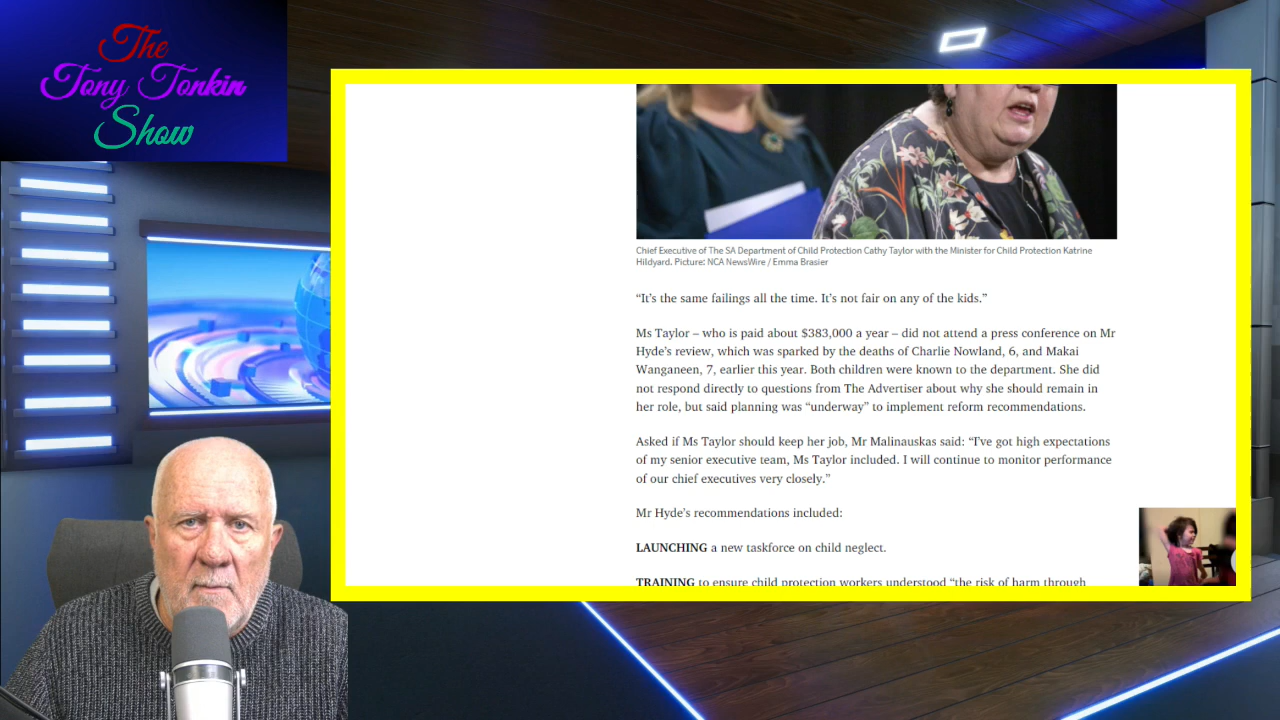 The
Tony Tonkin
Show
Chief Executive of The SA Department of Child Protection Cathy Taylor with the Minister for Child Protection Katrine
Hildyard. Picture: NCA NewsWire / Emma Brasier
“It’s the same failings all the time. It’s not fair on any of the kids.”
Ms Taylor – who is paid about $383,000 a year – did not attend a press conference on Mr
Hyde’s review, which was sparked by the deaths of Charlie Nowland, 6, and Makai
Wanganeen, 7, earlier this year. Both children were known to the department. She did
not respond directly to questions from The Advertiser about why she should remain in
her role, but said planning was “underway” to implement reform recommendations.
Asked if Ms Taylor should keep her job, Mr Malinauskas said: “I’ve got high expectations
of my senior executive team, Ms Taylor included. I will continue to monitor performance
of our chief executives very closely.”
Mr Hyde’s recommendations included:
LAUNCHING a new taskforce on child neglect.
TRAINING to ensure child protection workers understood “the risk of harm through